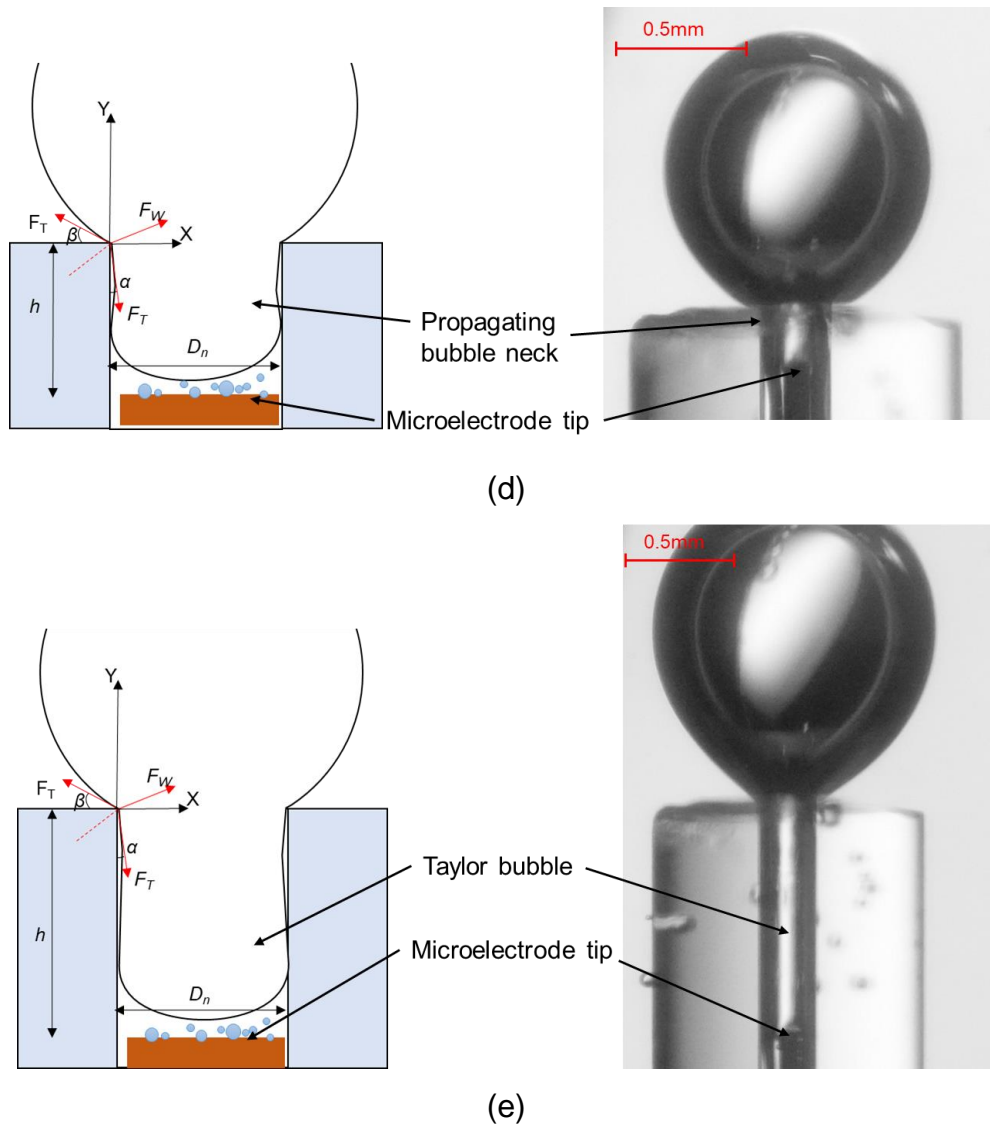 0.5mm
Y
F_T
β
F_W
X
h
α
F_T
D_n
Propagating
bubble neck
Microelectrode tip
(d)
0.5mm
Y
F_T
β
F_W
X
α
F_T
h
D_n
Taylor bubble
Microelectrode tip
(e)